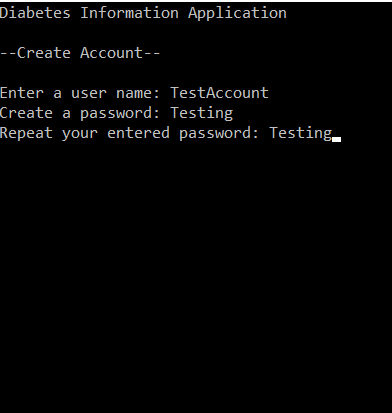 Diabetes Information Application
--Create Account--
Enter a user name: TestAccount
Create a password: Testing
Repeat your entered password: Testing